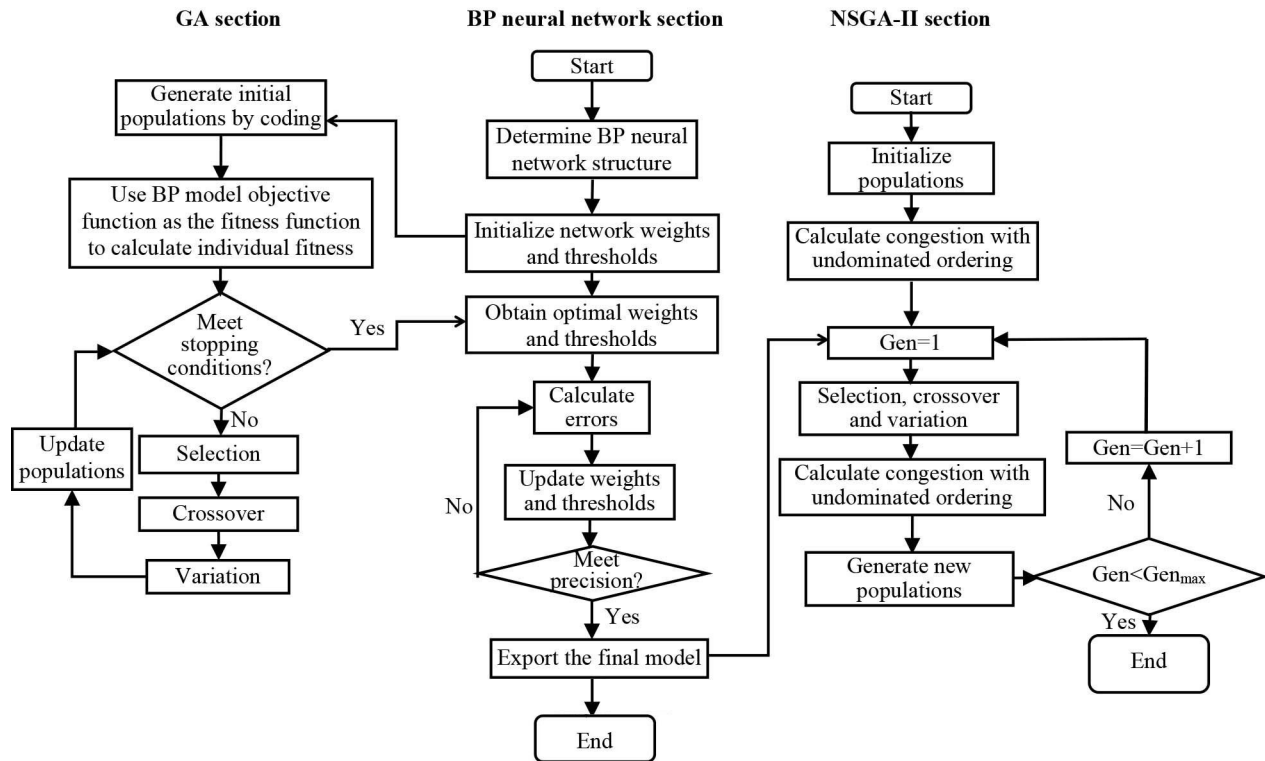 GA section
Generate initial
populations by coding
Use BP model objective
function as the fitness function
to calculate individual fitness
Meet
stopping
conditions?
Yes
No
Update
populations
Selection
Crossover
Variation
BP neural network section
Start
Determine BP neural
network structure
Initialize network weights
and thresholds
Obtain optimal weights
and thresholds
Calculate
errors
Update weights
and thresholds
No
Meet
precision?
Yes
Export the final model
End
NSGA-II section
Start
Initialize
populations
Calculate congestion with
undominated ordering
Gen=1
Selection, crossover
and variation
Calculate congestion with
undominated ordering
Generate new
populations
Gen=Gen+1
No
Gen<Genmax
Yes
End